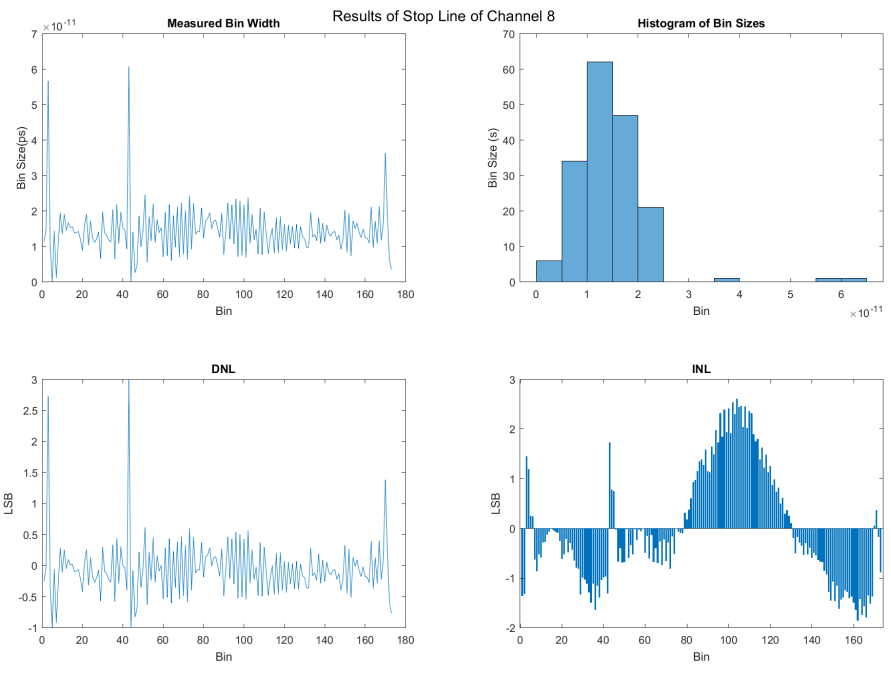 Results of Stop Line of Channel 8
Measured Bin Width
×10-11
7
6
5
4
3
2
1
0
Bin Size(ps)
0 20 40 60 80 100 120 140 160 180
Bin
Histogram of Bin Sizes
70
60
50
40
30
20
10
0
Bin Size (s)
0 1 2 3 4 5 6
Bin
×10-11
DNL
3
2.5
2
1.5
1
0.5
0
-0.5
-1
LSB
0 20 40 60 80 100 120 140 160 180
Bin
INL
3
2
1
0
-1
-2
LSB
0 20 40 60 80 100 120 140 160
Bin